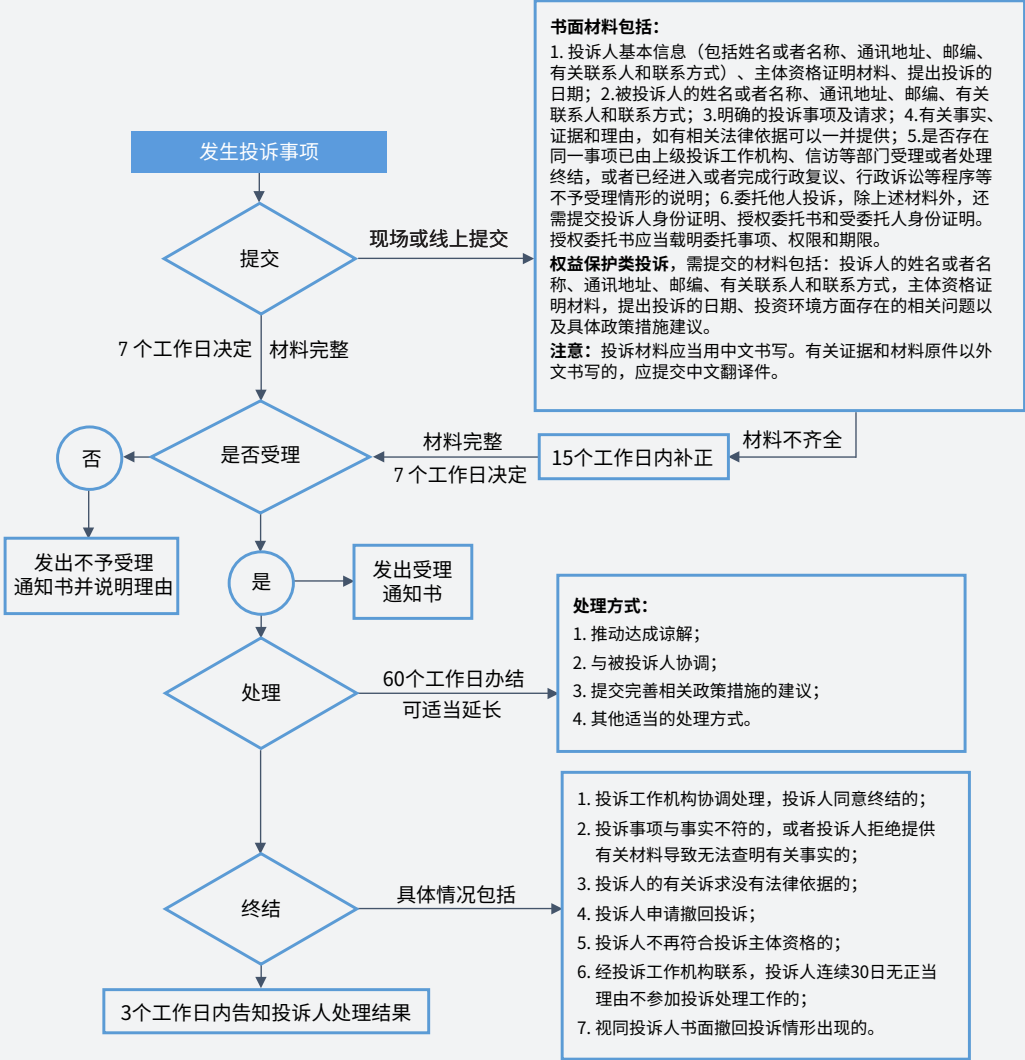 书面材料包括：
1. 投诉人基本信息（包括姓名或者名称、通讯地址、邮编、
有关联系人和联系方式）、主体资格证明材料、提出投诉的
日期；2.被投诉人的姓名或者名称、通讯地址、邮编、有关
联系人和联系方式；3.明确的投诉事项及请求；4.有关事实、
证据和理由，如有相关法律依据可以一并提供；5.是否存在
同一事项已由上级投诉工作机构、信访等部门受理或者处理
终结，或者已经进入或者完成行政复议、行政诉讼等程序等
不予受理情形的说明；6.委托他人投诉，除上述材料外，还
需提交投诉人身份证明、授权委托书和受委托人身份证明。
授权委托书应当载明委托事项、权限和期限。
权益保护类投诉，需提交的材料包括：投诉人的姓名或者名
称、通讯地址、邮编、有关联系人和联系方式，主体资格证
明材料，提出投诉的日期、投资环境方面存在的相关问题以
及具体政策措施建议。
注意：投诉材料应当用中文书写。有关证据和材料原件以外
文书写的，应提交中文翻译件。
发生投诉事项
提交
现场或线上提交
7 个工作日决定
材料完整
是否受理
否
材料完整
7 个工作日决定
15个工作日内补正
材料不齐全
发出不予受理
通知书并说明理由
是
发出受理
通知书
处理
60个工作日办结
可适当延长
处理方式：
1. 推动达成谅解；
2. 与被投诉人协调；
3. 提交完善相关政策措施的建议；
4. 其他适当的处理方式。
终结
具体情况包括
1. 投诉工作机构协调处理，投诉人同意终结的；
2. 投诉事项与事实不符的，或者投诉人拒绝提供
有关材料导致无法查明有关事实的；
3. 投诉人的有关诉求没有法律依据的；
4. 投诉人申请撤回投诉；
5. 投诉人不再符合投诉主体资格的；
6. 经投诉工作机构联系，投诉人连续30日无正当
理由不参加投诉处理工作的；
7. 视同投诉人书面撤回投诉情形出现的。
3个工作日内告知投诉人处理结果